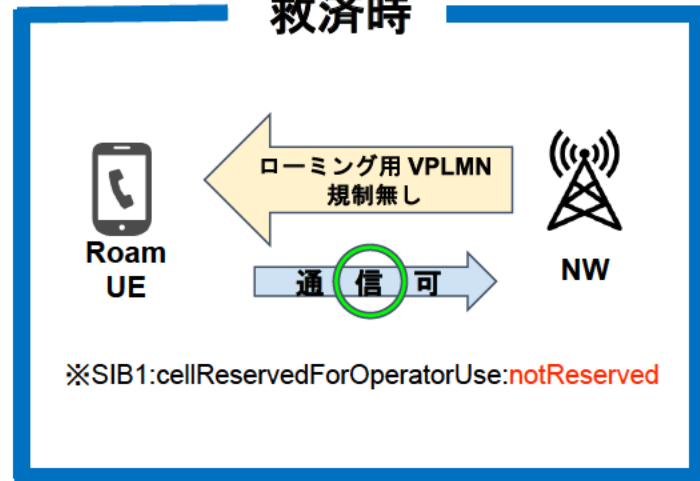 救済時
ローミング用 VPLMN
規制無し
Roam
UE
NW
通信可
※SIB1:cellReservedForOperatorUse:notReserved